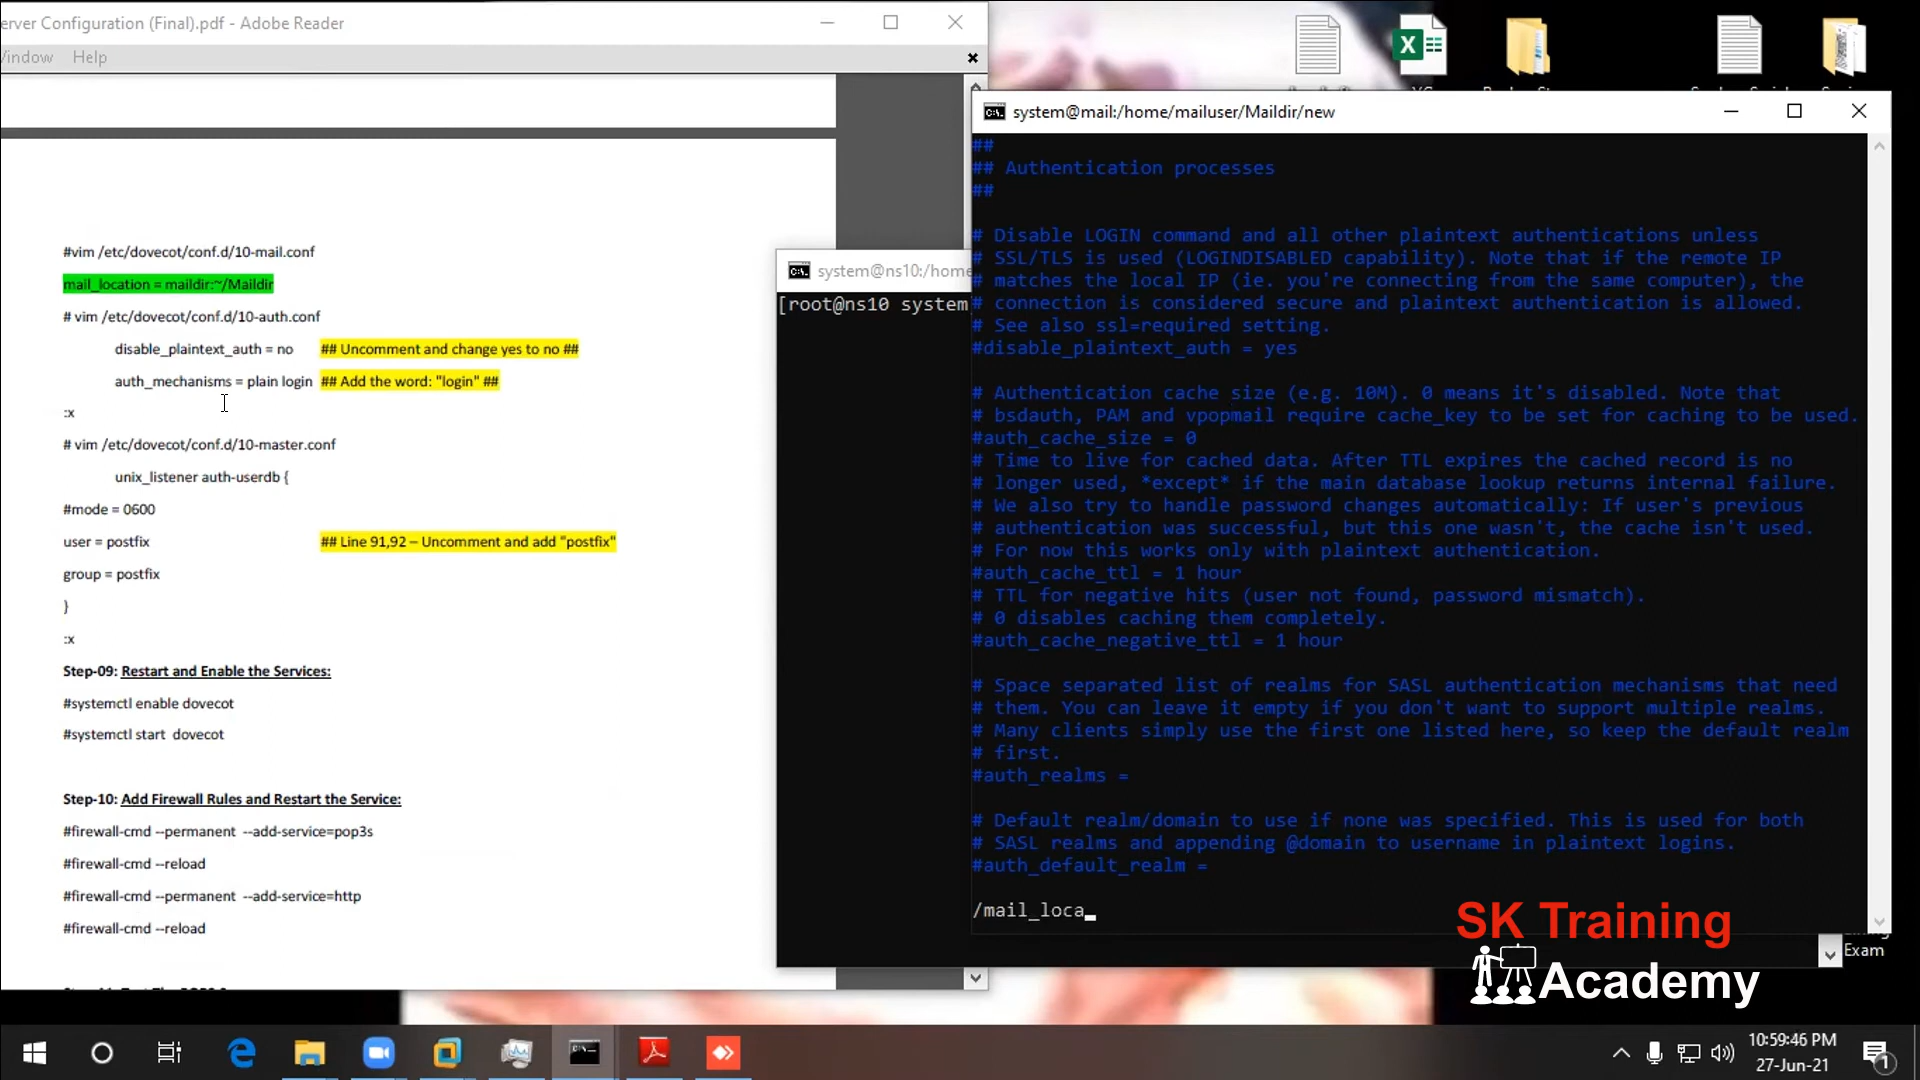 erver Configuration (Final).pdf - Adobe Reader
Window Help
#vim /etc/dovecot/conf.d/10-mail.conf
mail_location = maildir:~/Maildir
# vim /etc/dovecot/conf.d/10-auth.conf
disable_plaintext_auth = no ## Uncomment and change yes to no ##
auth_mechanisms = plain login ## Add the word: "login" ##
:x
# vim /etc/dovecot/conf.d/10-master.conf
unix_listener auth-userdb {
#mode = 0600
user = postfix ## Line 91,92 – Uncomment and add "postfix"
group = postfix
}
:x
Step-09: Restart and Enable the Services:
#systemctl enable dovecot
#systemctl start dovecot
Step-10: Add Firewall Rules and Restart the Service:
#firewall-cmd --permanent --add-service=pop3s
#firewall-cmd --reload
#firewall-cmd --permanent --add-service=http
#firewall-cmd --reload
system@ns10:/home
[root@ns10 system
system@mail:/home/mailuser/Maildir/new
##
## Authentication processes
##
# Disable LOGIN command and all other plaintext authentications unless
# SSL/TLS is used (LOGINDISABLED capability). Note that if the remote IP
# matches the local IP (ie. you're connecting from the same computer), the
# connection is considered secure and plaintext authentication is allowed.
# See also ssl=required setting.
#disable_plaintext_auth = yes
# Authentication cache size (e.g. 10M). 0 means it's disabled. Note that
# bsdauth, PAM and vpopmail require cache_key to be set for caching to be used.
#auth_cache_size = 0
# Time to live for cached data. After TTL expires the cached record is no
# longer used, *except* if the main database lookup returns internal failure.
# We also try to handle password changes automatically: If user's previous
# authentication was successful, but this one wasn't, the cache isn't used.
# For now this works only with plaintext authentication.
#auth_cache_ttl = 1 hour
# TTL for negative hits (user not found, password mismatch).
# 0 disables caching them completely.
#auth_cache_negative_ttl = 1 hour
# Space separated list of realms for SASL authentication mechanisms that need
# them. You can leave it empty if you don't want to support multiple realms.
# Many clients simply use the first one listed here, so keep the default realm
# first.
#auth_realms =
# Default realm/domain to use if none was specified. This is used for both
# SASL realms and appending @domain to username in plaintext logins.
#auth_default_realm =
/mail_loca
SK Training
Academy
Exam
10:59:46 PM
27-Jun-21
1